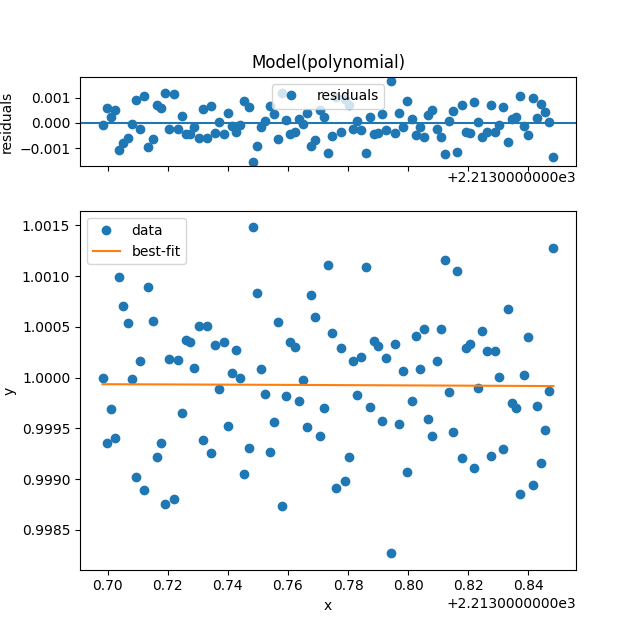 Model(polynomial)
residuals
0.001
0.000
−0.001
residuals
+2.2130000000e3
data
best-fit
1.0015
1.0010
1.0005
1.0000
0.9995
0.9990
0.9985
y
0.70 0.72 0.74 0.76 0.78 0.80 0.82 0.84
x
+2.2130000000e3